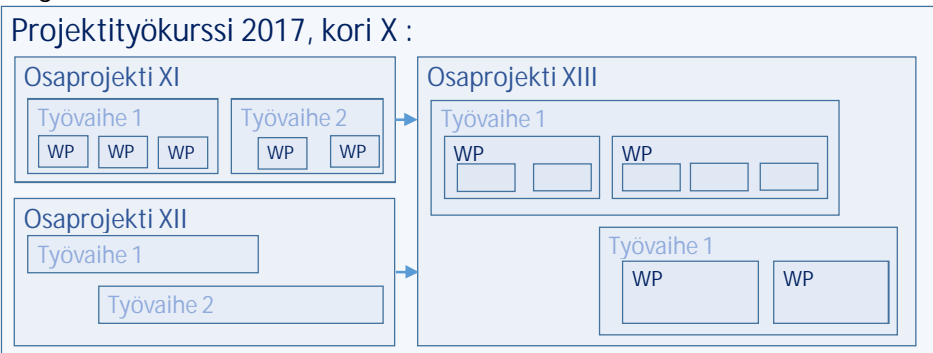 Projektityökurssi 2017, kori X :
Osaprojekti XI
Työvaihe 1
WP WP WP
Työvaihe 2
WP WP
Osaprojekti XII
Työvaihe 1
Työvaihe 2
Osaprojekti XIII
Työvaihe 1
WP WP
Työvaihe 1
WP WP